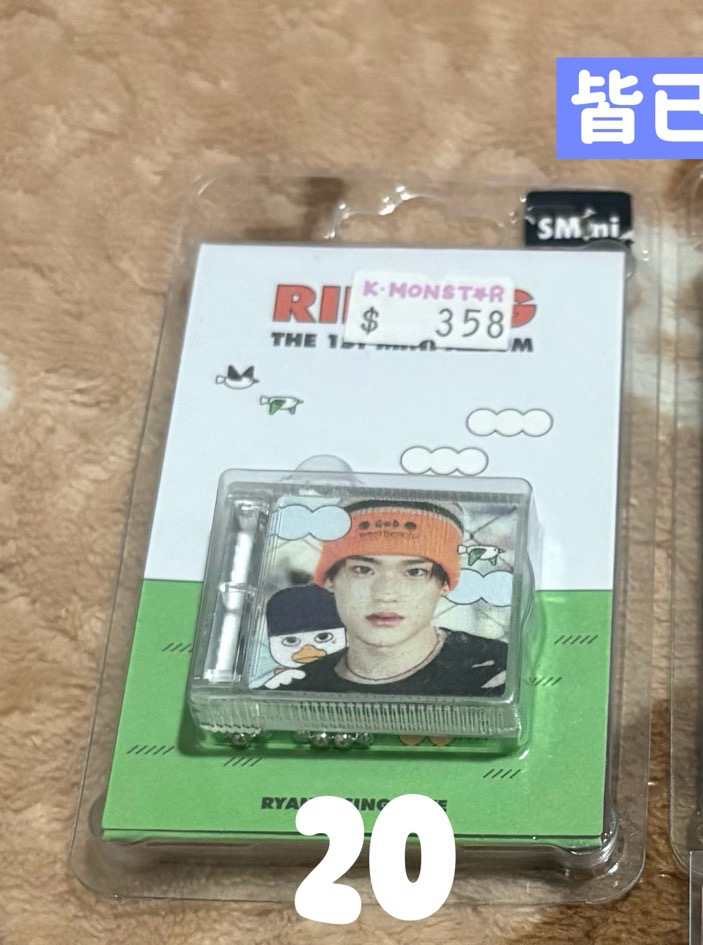 皆已
SMini
K·MONST★R
$ 358
THE 1ST MINI ALBUM
20